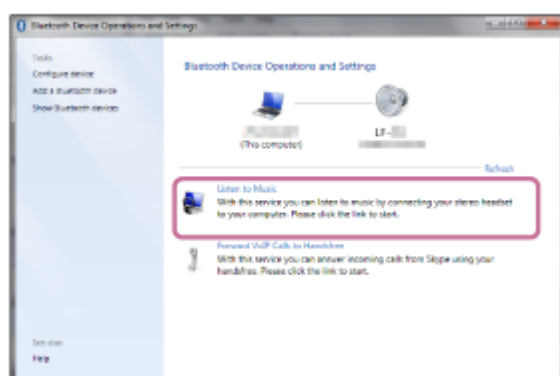 Bluetooth Device Operations and Settings
Tasks
Configure device
Add a Bluetooth device
Show Bluetooth devices
Bluetooth Device Operations and Settings
(This computer)
LF-
Refresh
Listen to Music
With this service you can listen to music by connecting your stereo headset
to your computer. Please click the link to start.
Forward VoIP Calls to Handsfree
With this service you can answer incoming calls from Skype using your
handsfree. Please click the link to start.
See also
Help